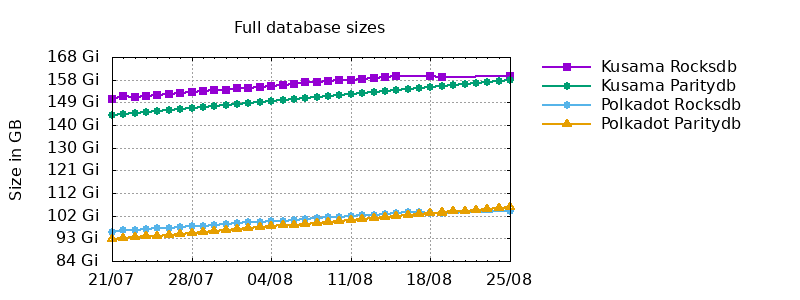 Full database sizes
168 Gi
158 Gi
149 Gi
140 Gi
130 Gi
121 Gi
112 Gi
102 Gi
93 Gi
84 Gi
Size in GB
21/07 28/07 04/08 11/08 18/08 25/08
Kusama Rocksdb
Kusama Paritydb
Polkadot Rocksdb
Polkadot Paritydb